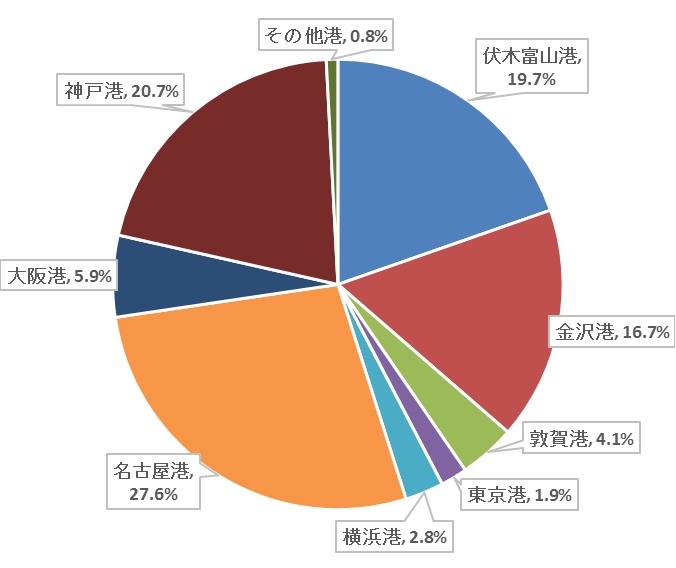 その他港, 0.8%
伏木富山港,
19.7%
神戸港, 20.7%
大阪港, 5.9%
金沢港, 16.7%
敦賀港, 4.1%
名古屋港,
27.6%
東京港, 1.9%
横浜港, 2.8%